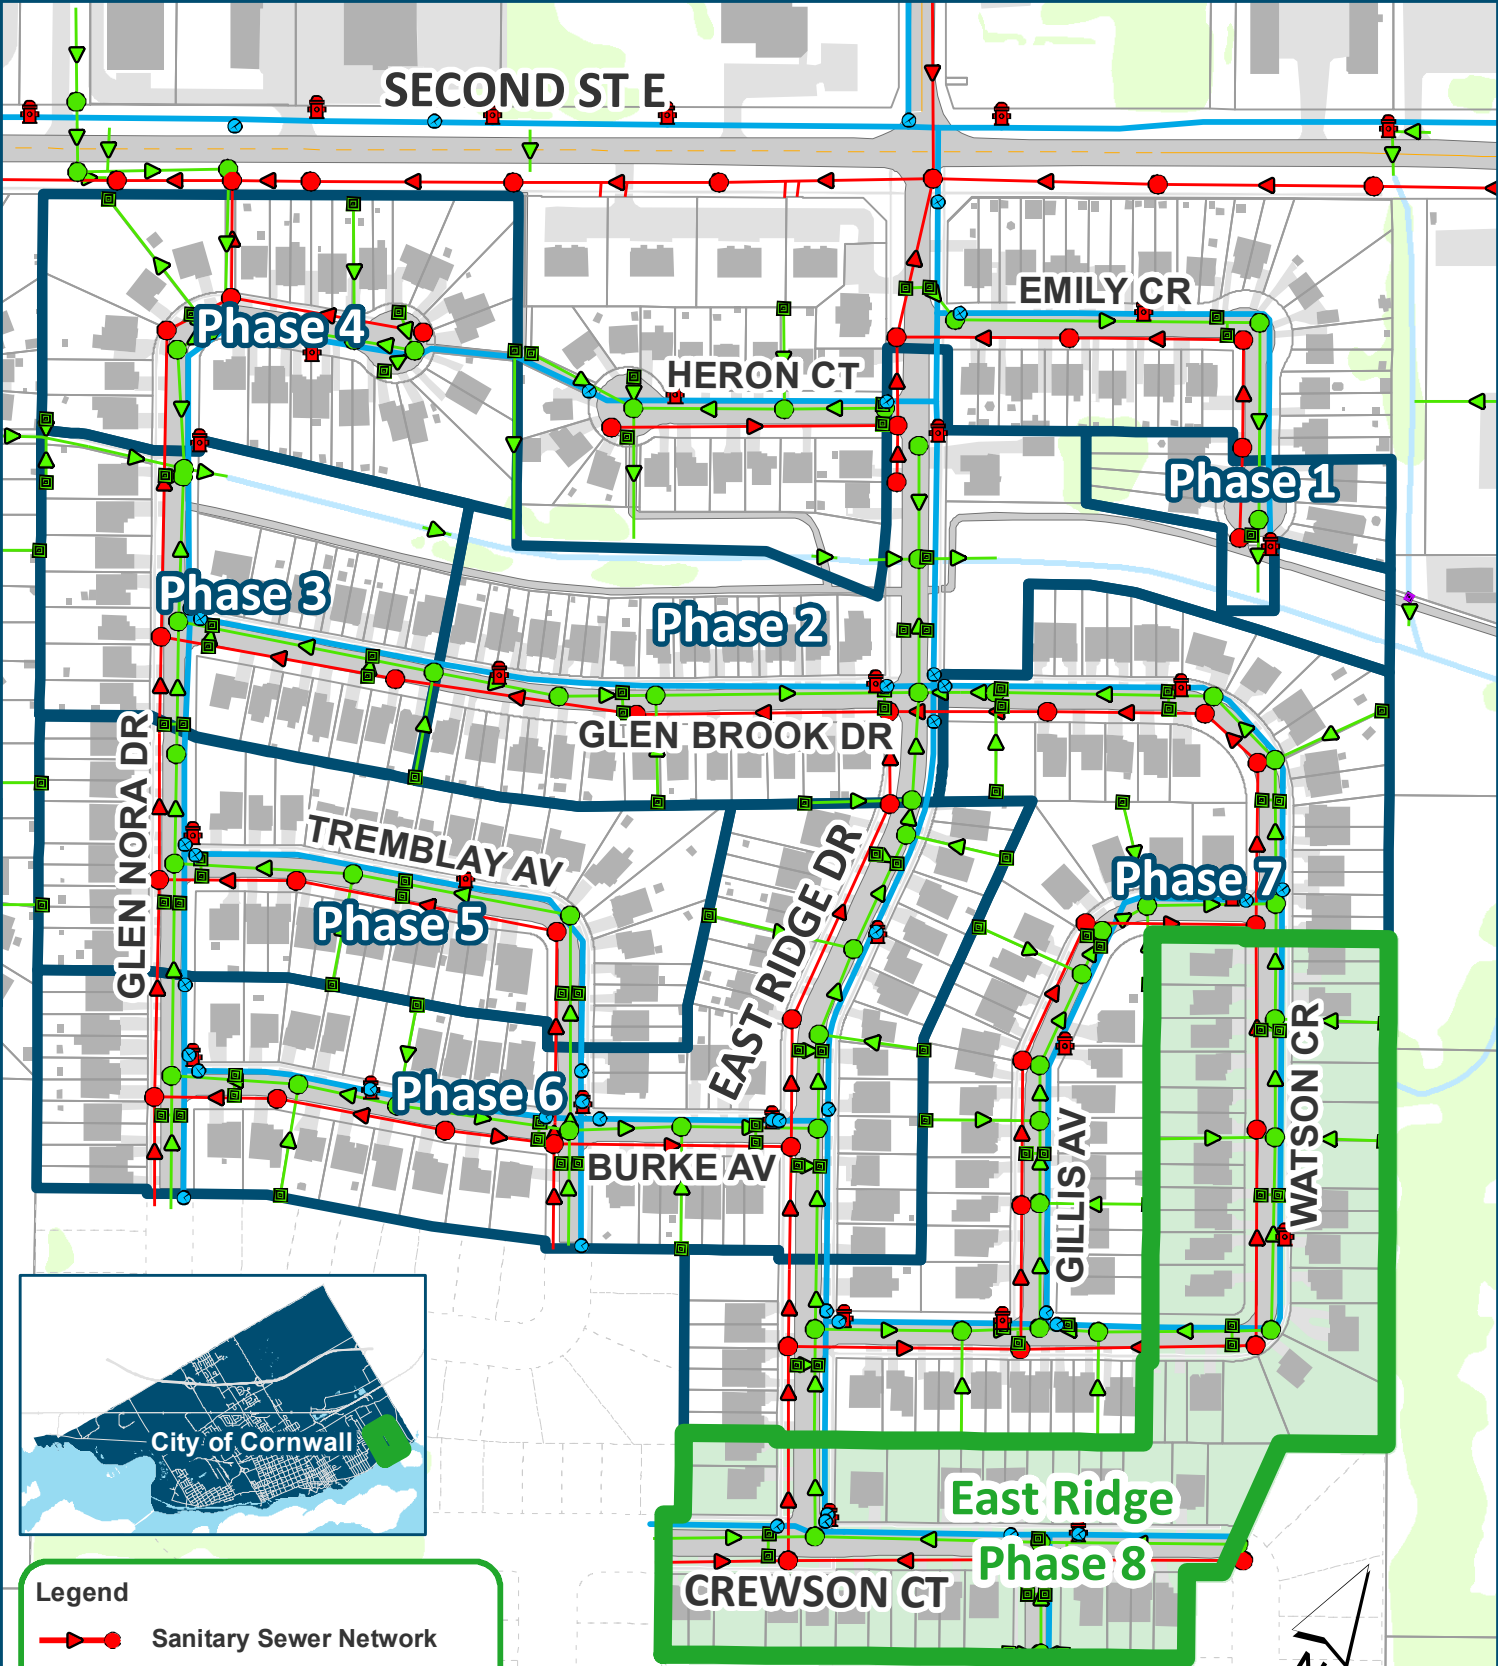 SECOND ST E
EMILY CR
Phase 4
HERON CT
Phase 1
Phase 3
Phase 2
GLEN BROOK DR
GLEN NORA DR
TREMBLAY AV
EAST RIDGE DR
Phase 7
Phase 5
WATSON CR
Phase 6
BURKE AV
GILLIS AV
City of Cornwall
East Ridge
Phase 8
CREWSON CT
Legend
Sanitary Sewer Network